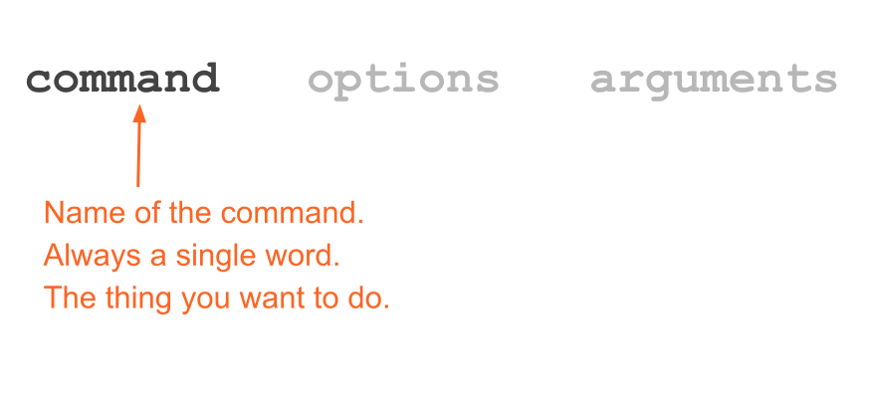 command options arguments
Name of the command.
Always a single word.
The thing you want to do.